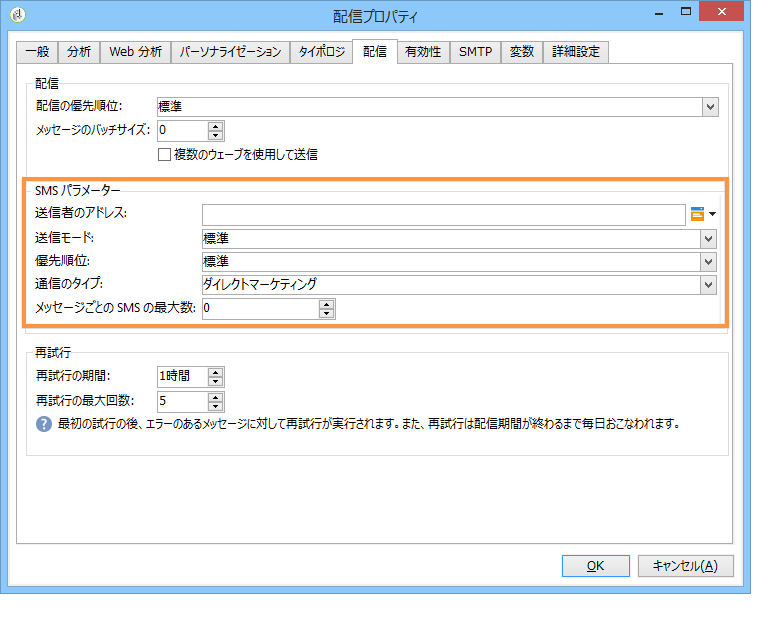 配信プロパティ
一般 分析 Web 分析 パーソナライゼーション タイポロジ 配信 有効性 SMTP 変数 詳細設定
配信
配信の優先順位: 標準
メッセージのバッチサイズ: 0
複数のウェーブを使用して送信
SMS パラメーター
送信者のアドレス:
送信モード: 標準
優先順位: 標準
通信のタイプ: ダイレクトマーケティング
メッセージごとの SMS の最大数: 0
再試行
再試行の期間: 1時間
再試行の最大回数: 5
最初の試行の後、エラーのあるメッセージに対して再試行が実行されます。また、再試行は配信期間が終わるまで毎日おこなわれます。
OK キャンセル(A)